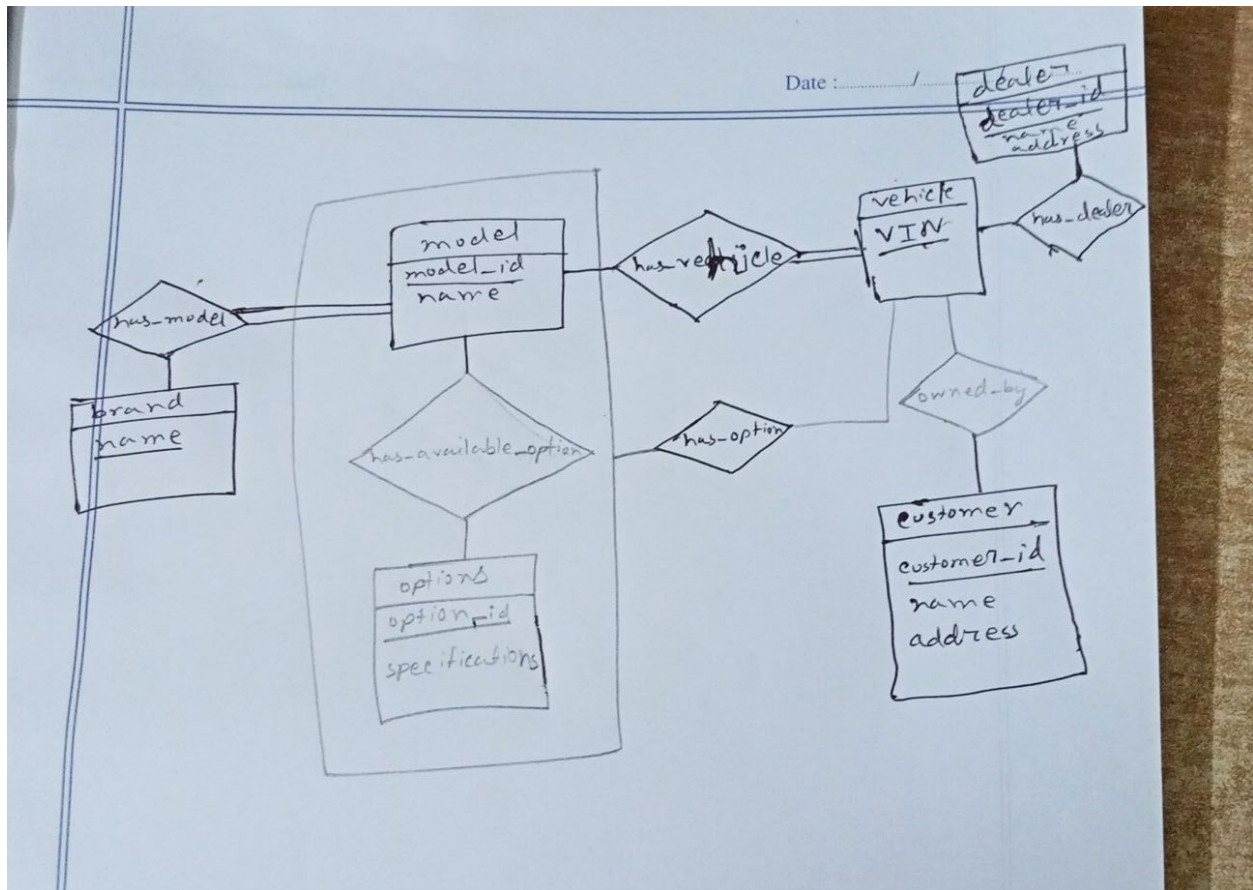 Date : ............/............
dealer
dealer_id
name
address
vehicle
VIN
has_dealer
model
model_id
name
has_vehicle
has_model
brand
name
has_available_option
has_option
owned_by
options
option_id
specifications
customer
customer_id
name
address